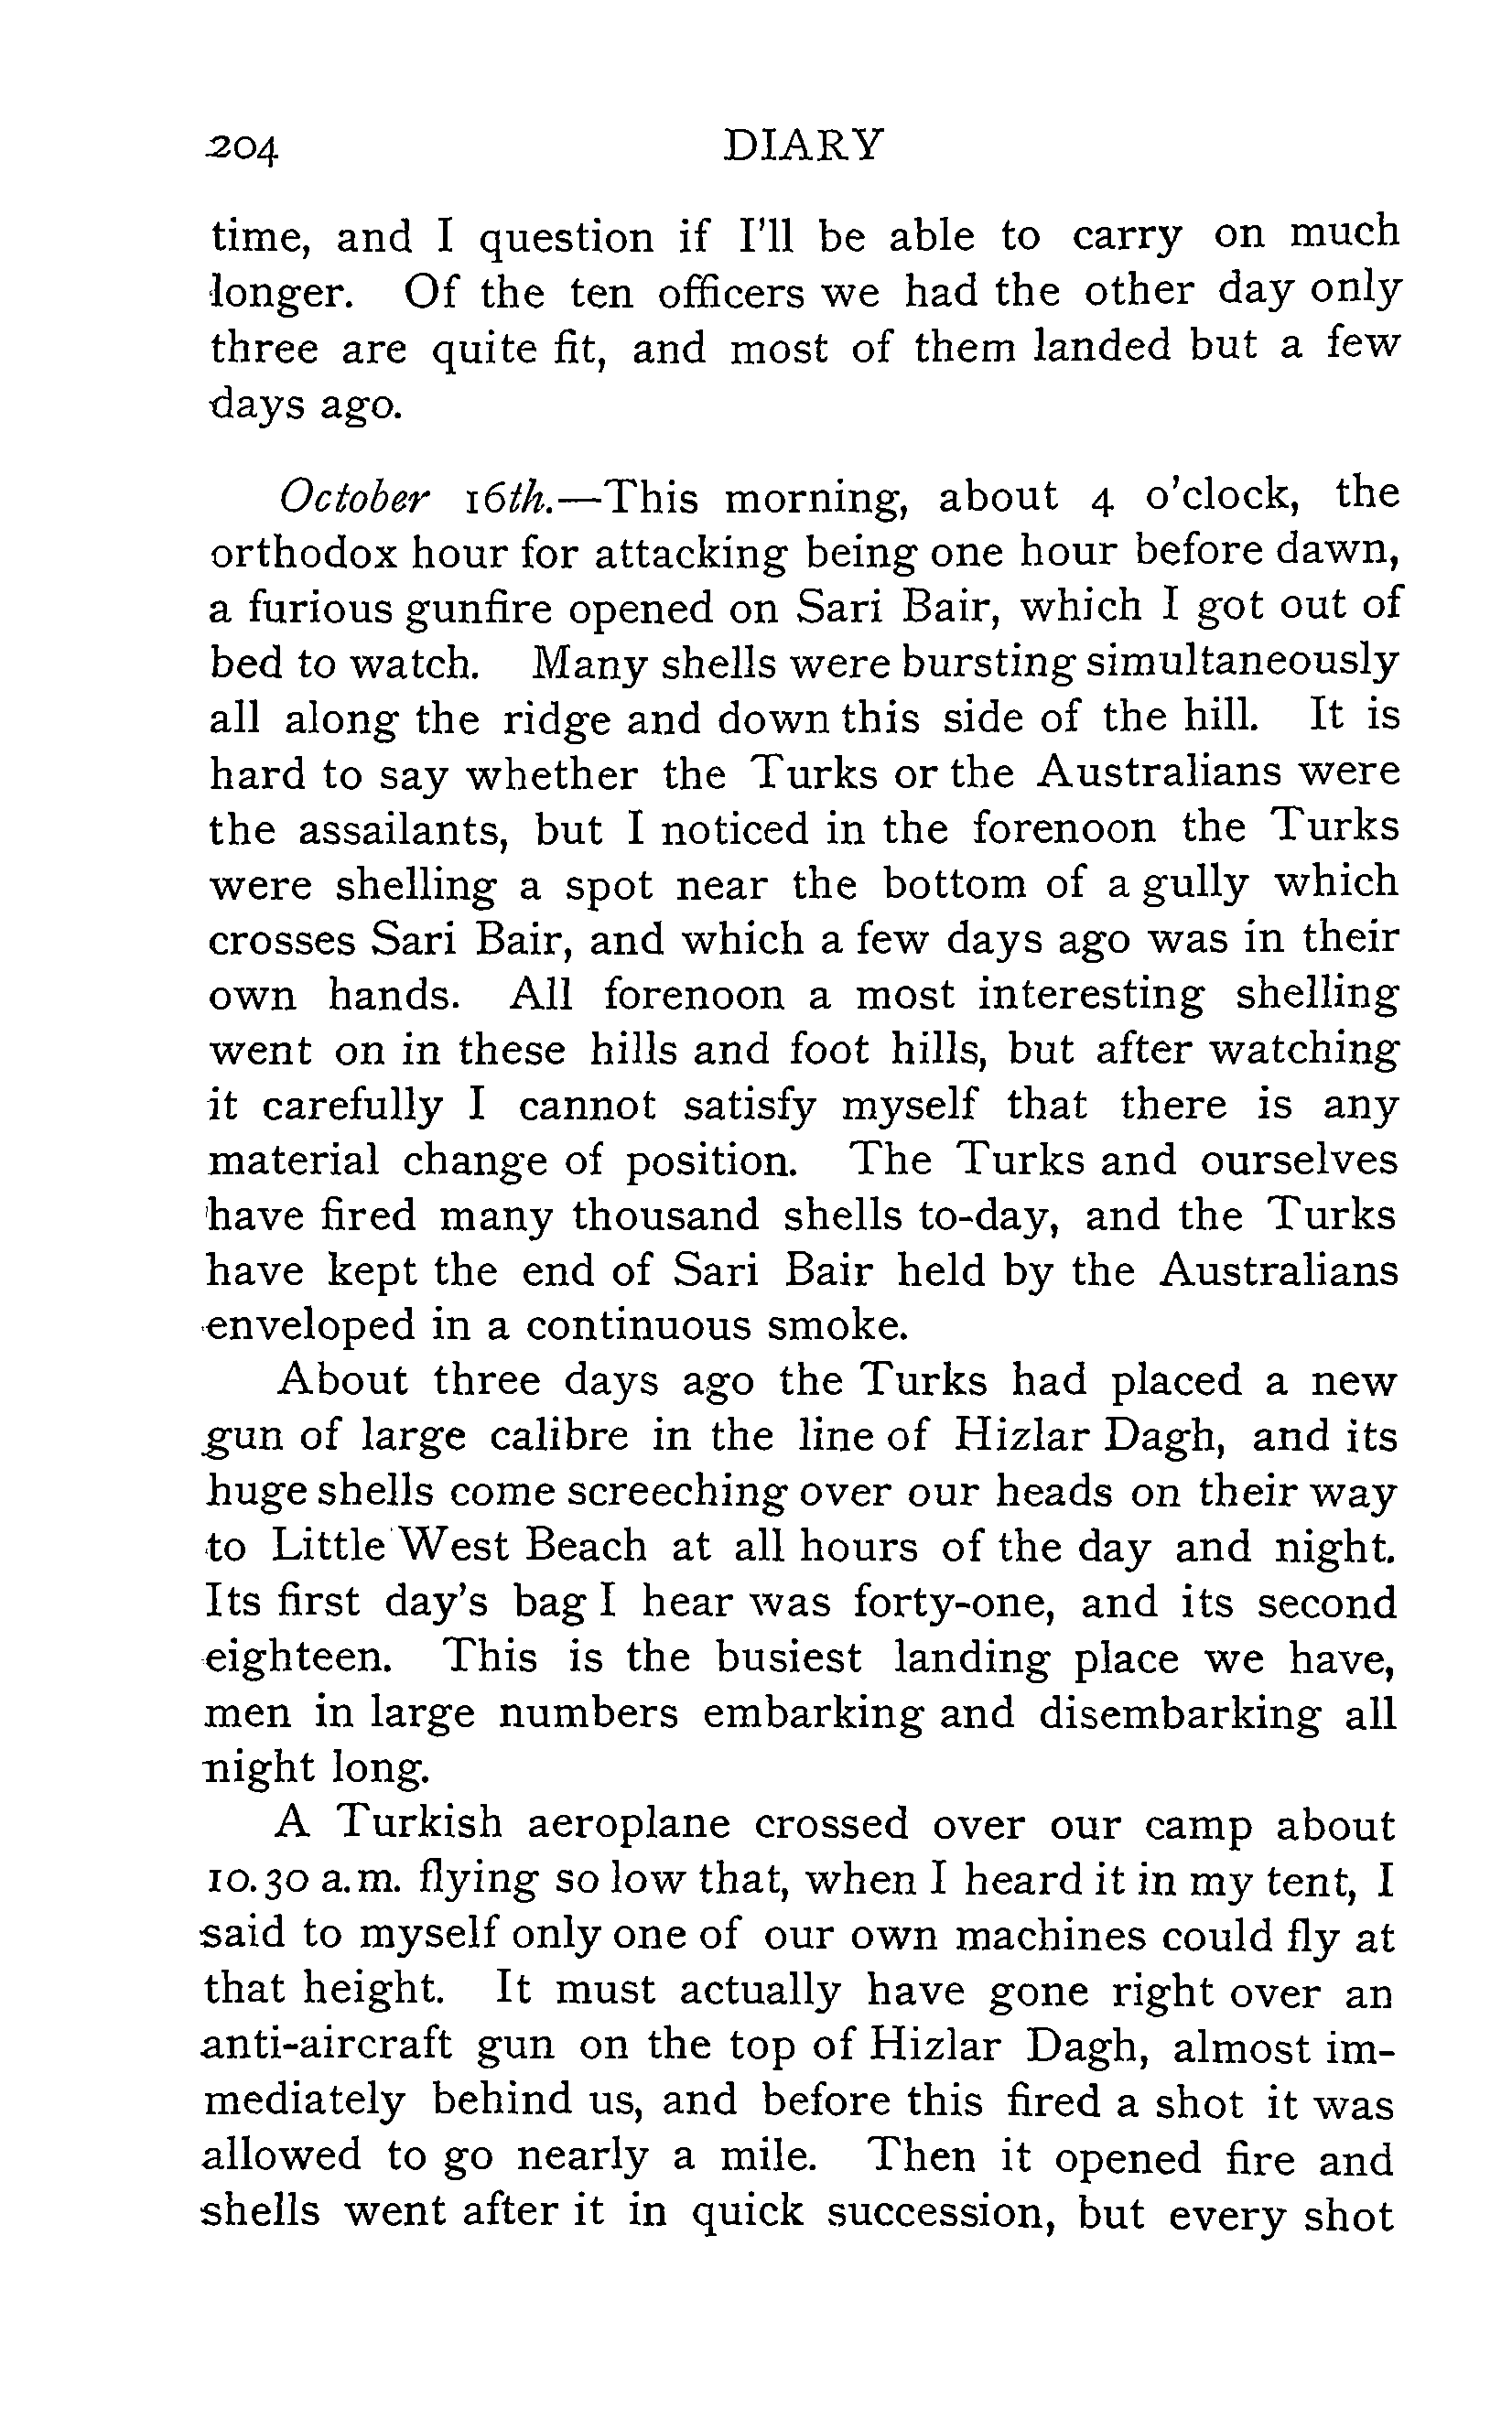 204 DIARY
time, and I question if I'll be able to carry on much
longer. Of the ten officers we had the other day only
three are quite fit, and most of them landed but a few
days ago.
October 16th.—This morning, about 4 o'clock, the
orthodox hour for attacking being one hour before dawn,
a furious gunfire opened on Sari Bair, which I got out of
bed to watch. Many shells were bursting simultaneously
all along the ridge and down this side of the hill. It is
hard to say whether the Turks or the Australians were
the assailants, but I noticed in the forenoon the Turks
were shelling a spot near the bottom of a gully which
crosses Sari Bair, and which a few days ago was in their
own hands. All forenoon a most interesting shelling
went on in these hills and foot hills, but after watching
it carefully I cannot satisfy myself that there is any
material change of position. The Turks and ourselves
have fired many thousand shells to-day, and the Turks
have kept the end of Sari Bair held by the Australians
enveloped in a continuous smoke.
About three days ago the Turks had placed a new
gun of large calibre in the line of Hizlar Dagh, and its
huge shells come screeching over our heads on their way
to Little West Beach at all hours of the day and night.
Its first day's bag I hear was forty-one, and its second
eighteen. This is the busiest landing place we have,
men in large numbers embarking and disembarking all
night long.
A Turkish aeroplane crossed over our camp about
10.30 a.m. flying so low that, when I heard it in my tent, I
said to myself only one of our own machines could fly at
that height. It must actually have gone right over an
anti-aircraft gun on the top of Hizlar Dagh, almost im-
mediately behind us, and before this fired a shot it was
allowed to go nearly a mile. Then it opened fire and
shells went after it in quick succession, but every shot